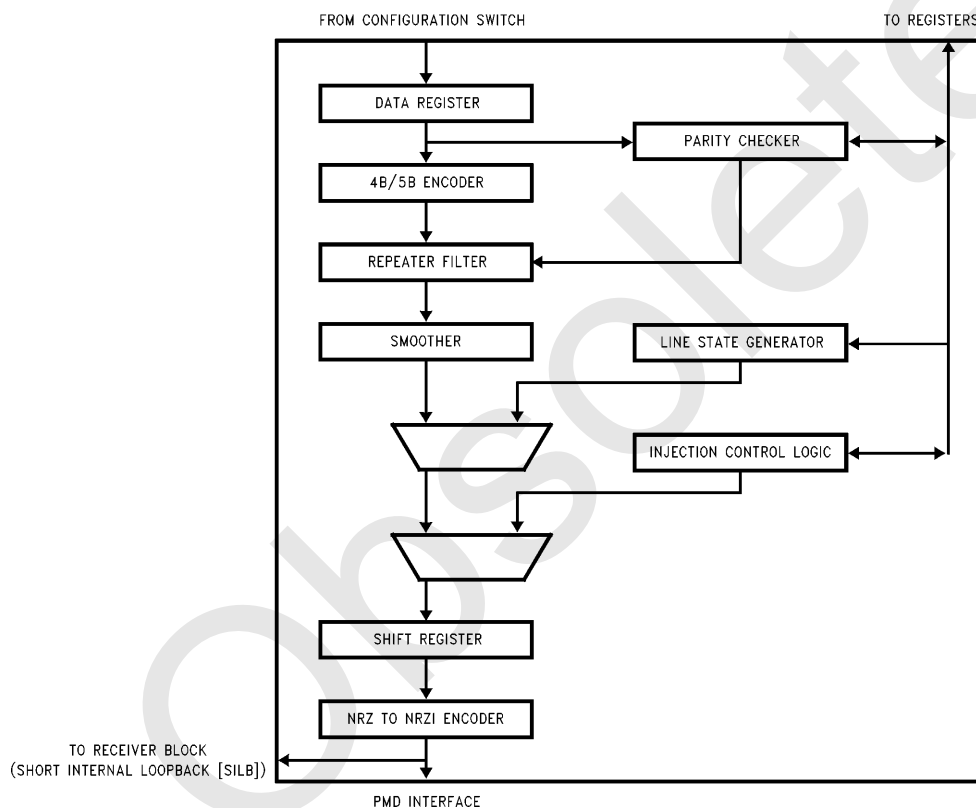 FROM CONFIGURATION SWITCH
TO REGISTERS
DATA REGISTER
PARITY CHECKER
4B/5B ENCODER
REPEATER FILTER
SMOOTHER
LINE STATE GENERATOR
INJECTION CONTROL LOGIC
SHIFT REGISTER
NRZ TO NRZI ENCODER
TO RECEIVER BLOCK
(SHORT INTERNAL LOOPBACK [SILB])
PMD INTERFACE
Obsolete